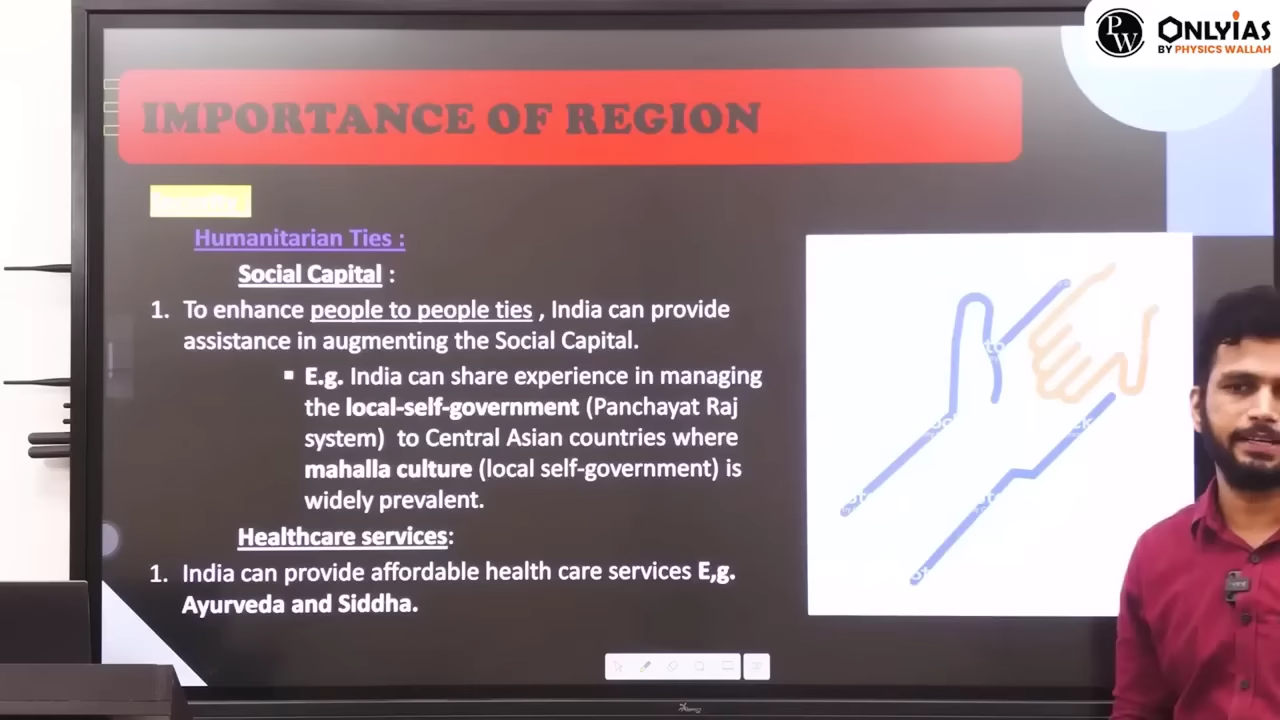 PW
ONLYIAS
BY PHYSICS WALLAH
IMPORTANCE OF REGION
Humanitarian Ties :
Social Capital :
1. To enhance people to people ties , India can provide
assistance in augmenting the Social Capital.
▪ E.g. India can share experience in managing
the local-self-government (Panchayat Raj
system) to Central Asian countries where
mahalla culture (local self-government) is
widely prevalent.
Healthcare services:
1. India can provide affordable health care services E,g.
Ayurveda and Siddha.